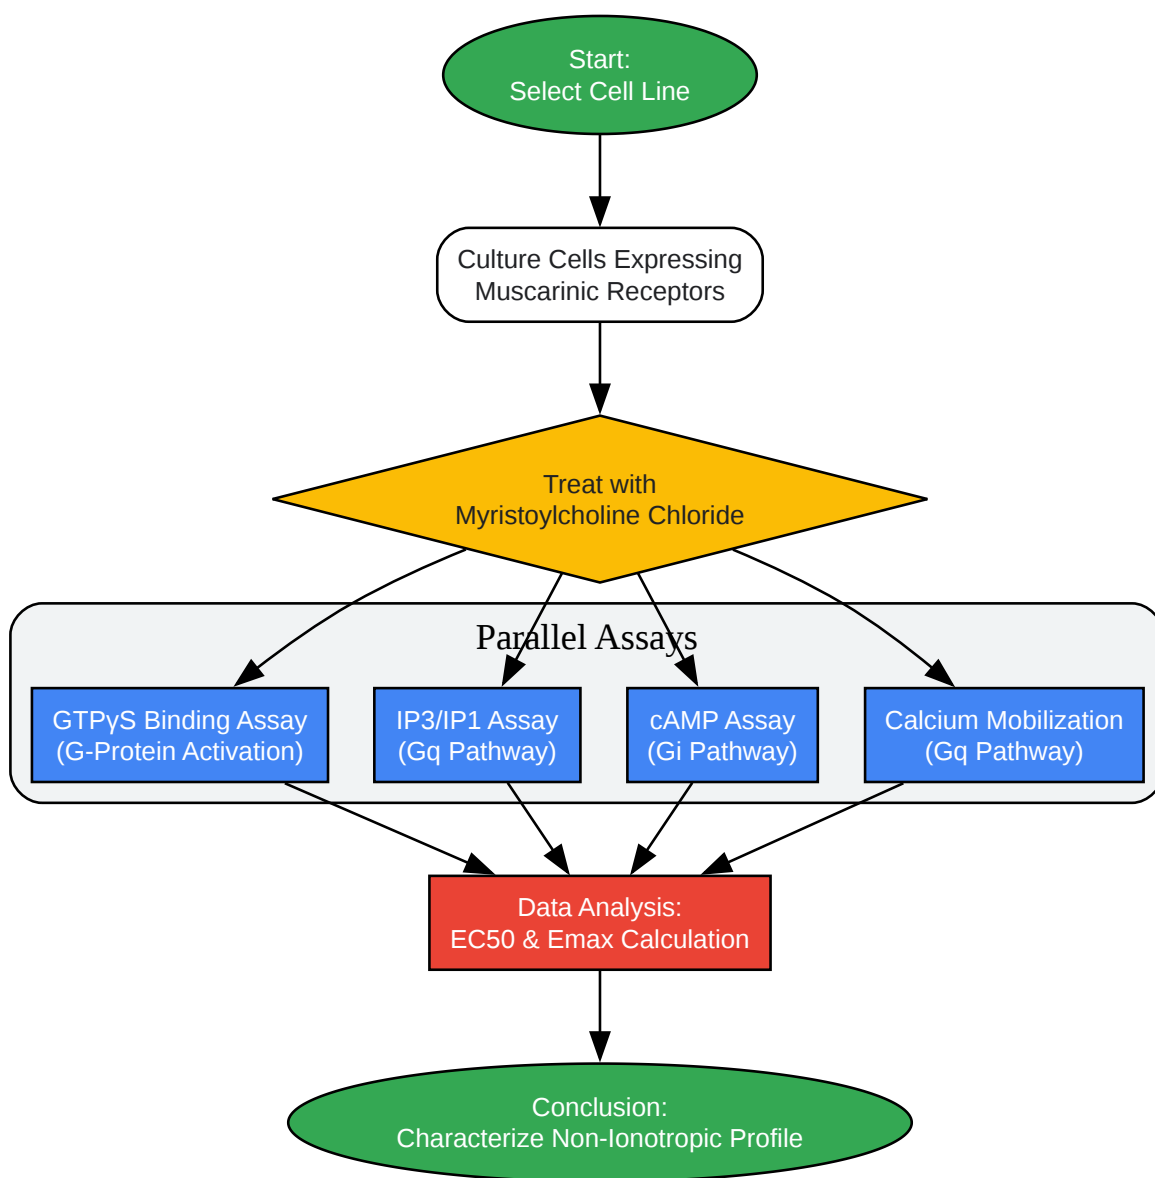 Start:
Select Cell Line
Culture Cells Expressing
Muscarinic Receptors
Treat with
Myristoylcholine Chloride
Parallel Assays
GTPγS Binding Assay
(G-Protein Activation)
IP3/IP1 Assay
(Gq Pathway)
cAMP Assay
(Gi Pathway)
Calcium Mobilization
(Gq Pathway)
Data Analysis:
EC50 & Emax Calculation
Conclusion:
Characterize Non-Ionotropic Profile